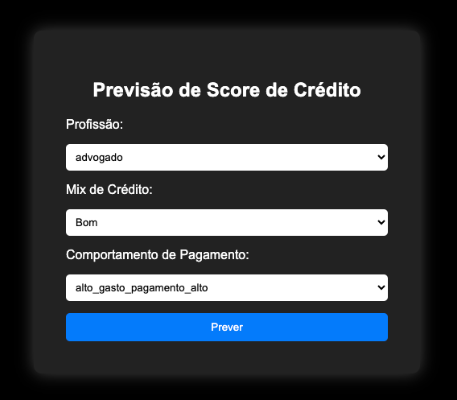 Previsão de Score de Crédito
Profissão:
advogado
Mix de Crédito:
Bom
Comportamento de Pagamento:
alto_gasto_pagamento_alto
Prever